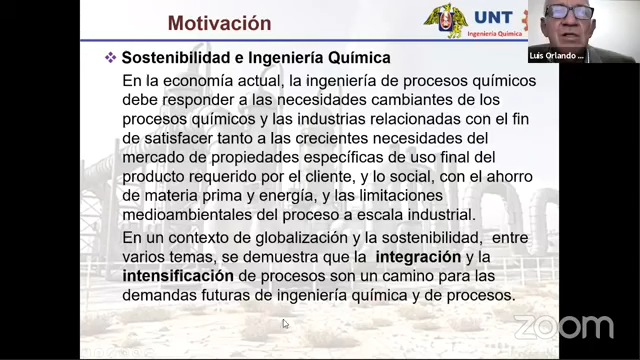 Motivación
UNT
Ingeniería Química
Luis Orlando ...
❖ Sostenibilidad e Ingeniería Química
En la economía actual, la ingeniería de procesos químicos
debe responder a las necesidades cambiantes de los
procesos químicos y las industrias relacionadas con el fin
de satisfacer tanto a las crecientes necesidades del
mercado de propiedades específicas de uso final del
producto requerido por el cliente, y lo social, con el ahorro
de materia prima y energía, y las limitaciones
medioambientales del proceso a escala industrial.
En un contexto de globalización y la sostenibilidad, entre
varios temas, se demuestra que la integración y la
intensificación de procesos son un camino para las
demandas futuras de ingeniería química y de procesos.
zoom